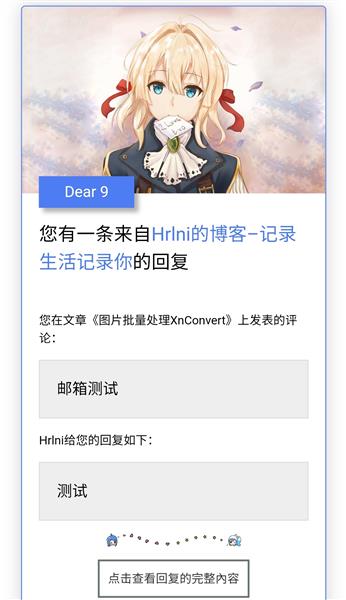 Dear 9
您有一条来自Hrlni的博客-记录
生活记录你的回复
您在文章《图片批量处理XnConvert》上发表的评
论：
邮箱测试
Hrlni给您的回复如下：
测试
点击查看回复的完整內容